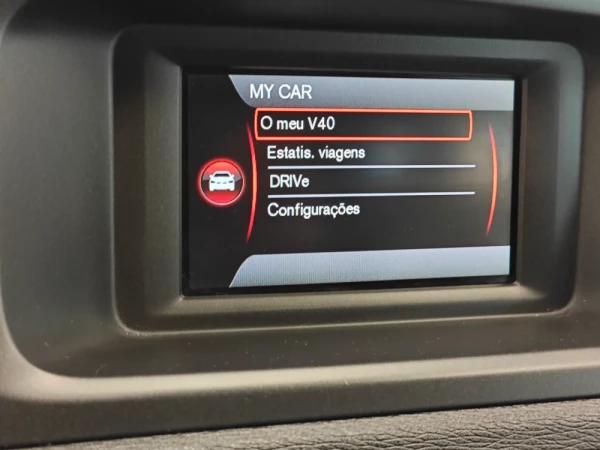 MY CAR
O meu V40
Estatis. viagens
DRIVe
Configurações